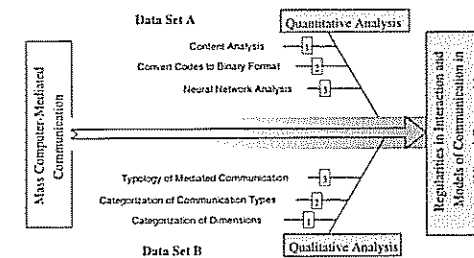 Data Set A
Quantitative Analysis
Content Analysis
1
Convert Codes to Binary Format
2
Neural Network Analysis
3
Mass Computer-Mediated
Communication
Regularities in Interaction and
Models of Communication in
Typology of Mediated Communication
3
Categorization of Communication Types
2
Categorization of Dimensions
1
Data Set B
Qualitative Analysis